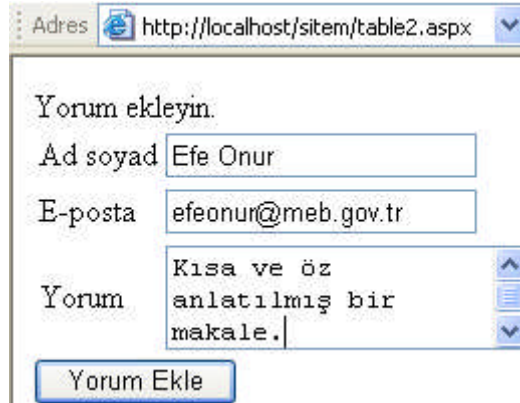 Adres http://localhost/sitem/table2.aspx
Yorum ekleyin.
Ad soyad Efe Onur
E-posta efeonur@meb.gov.tr
Kısa ve öz
Yorum anlatılmış bir
makale.
Yorum Ekle